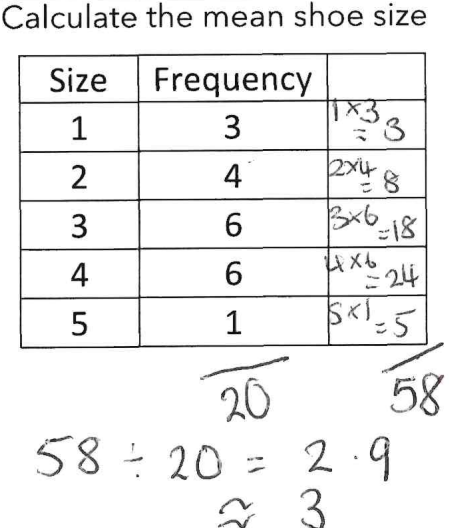 Calculate the mean shoe size
Size Frequency
1 3 1×3 = 3
2 4 2×4 = 8
3 6 3×6 = 18
4 6 4×6 = 24
5 1 5×1 = 5
20 58
58 ÷ 20 = 2.9
≈ 3